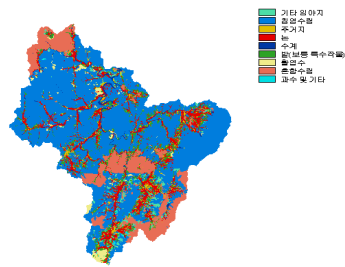 기타 임야지
침엽수림
주거지
논
수계
밭(보통 특수작물)
활엽수
혼합수림
과수 및 기타